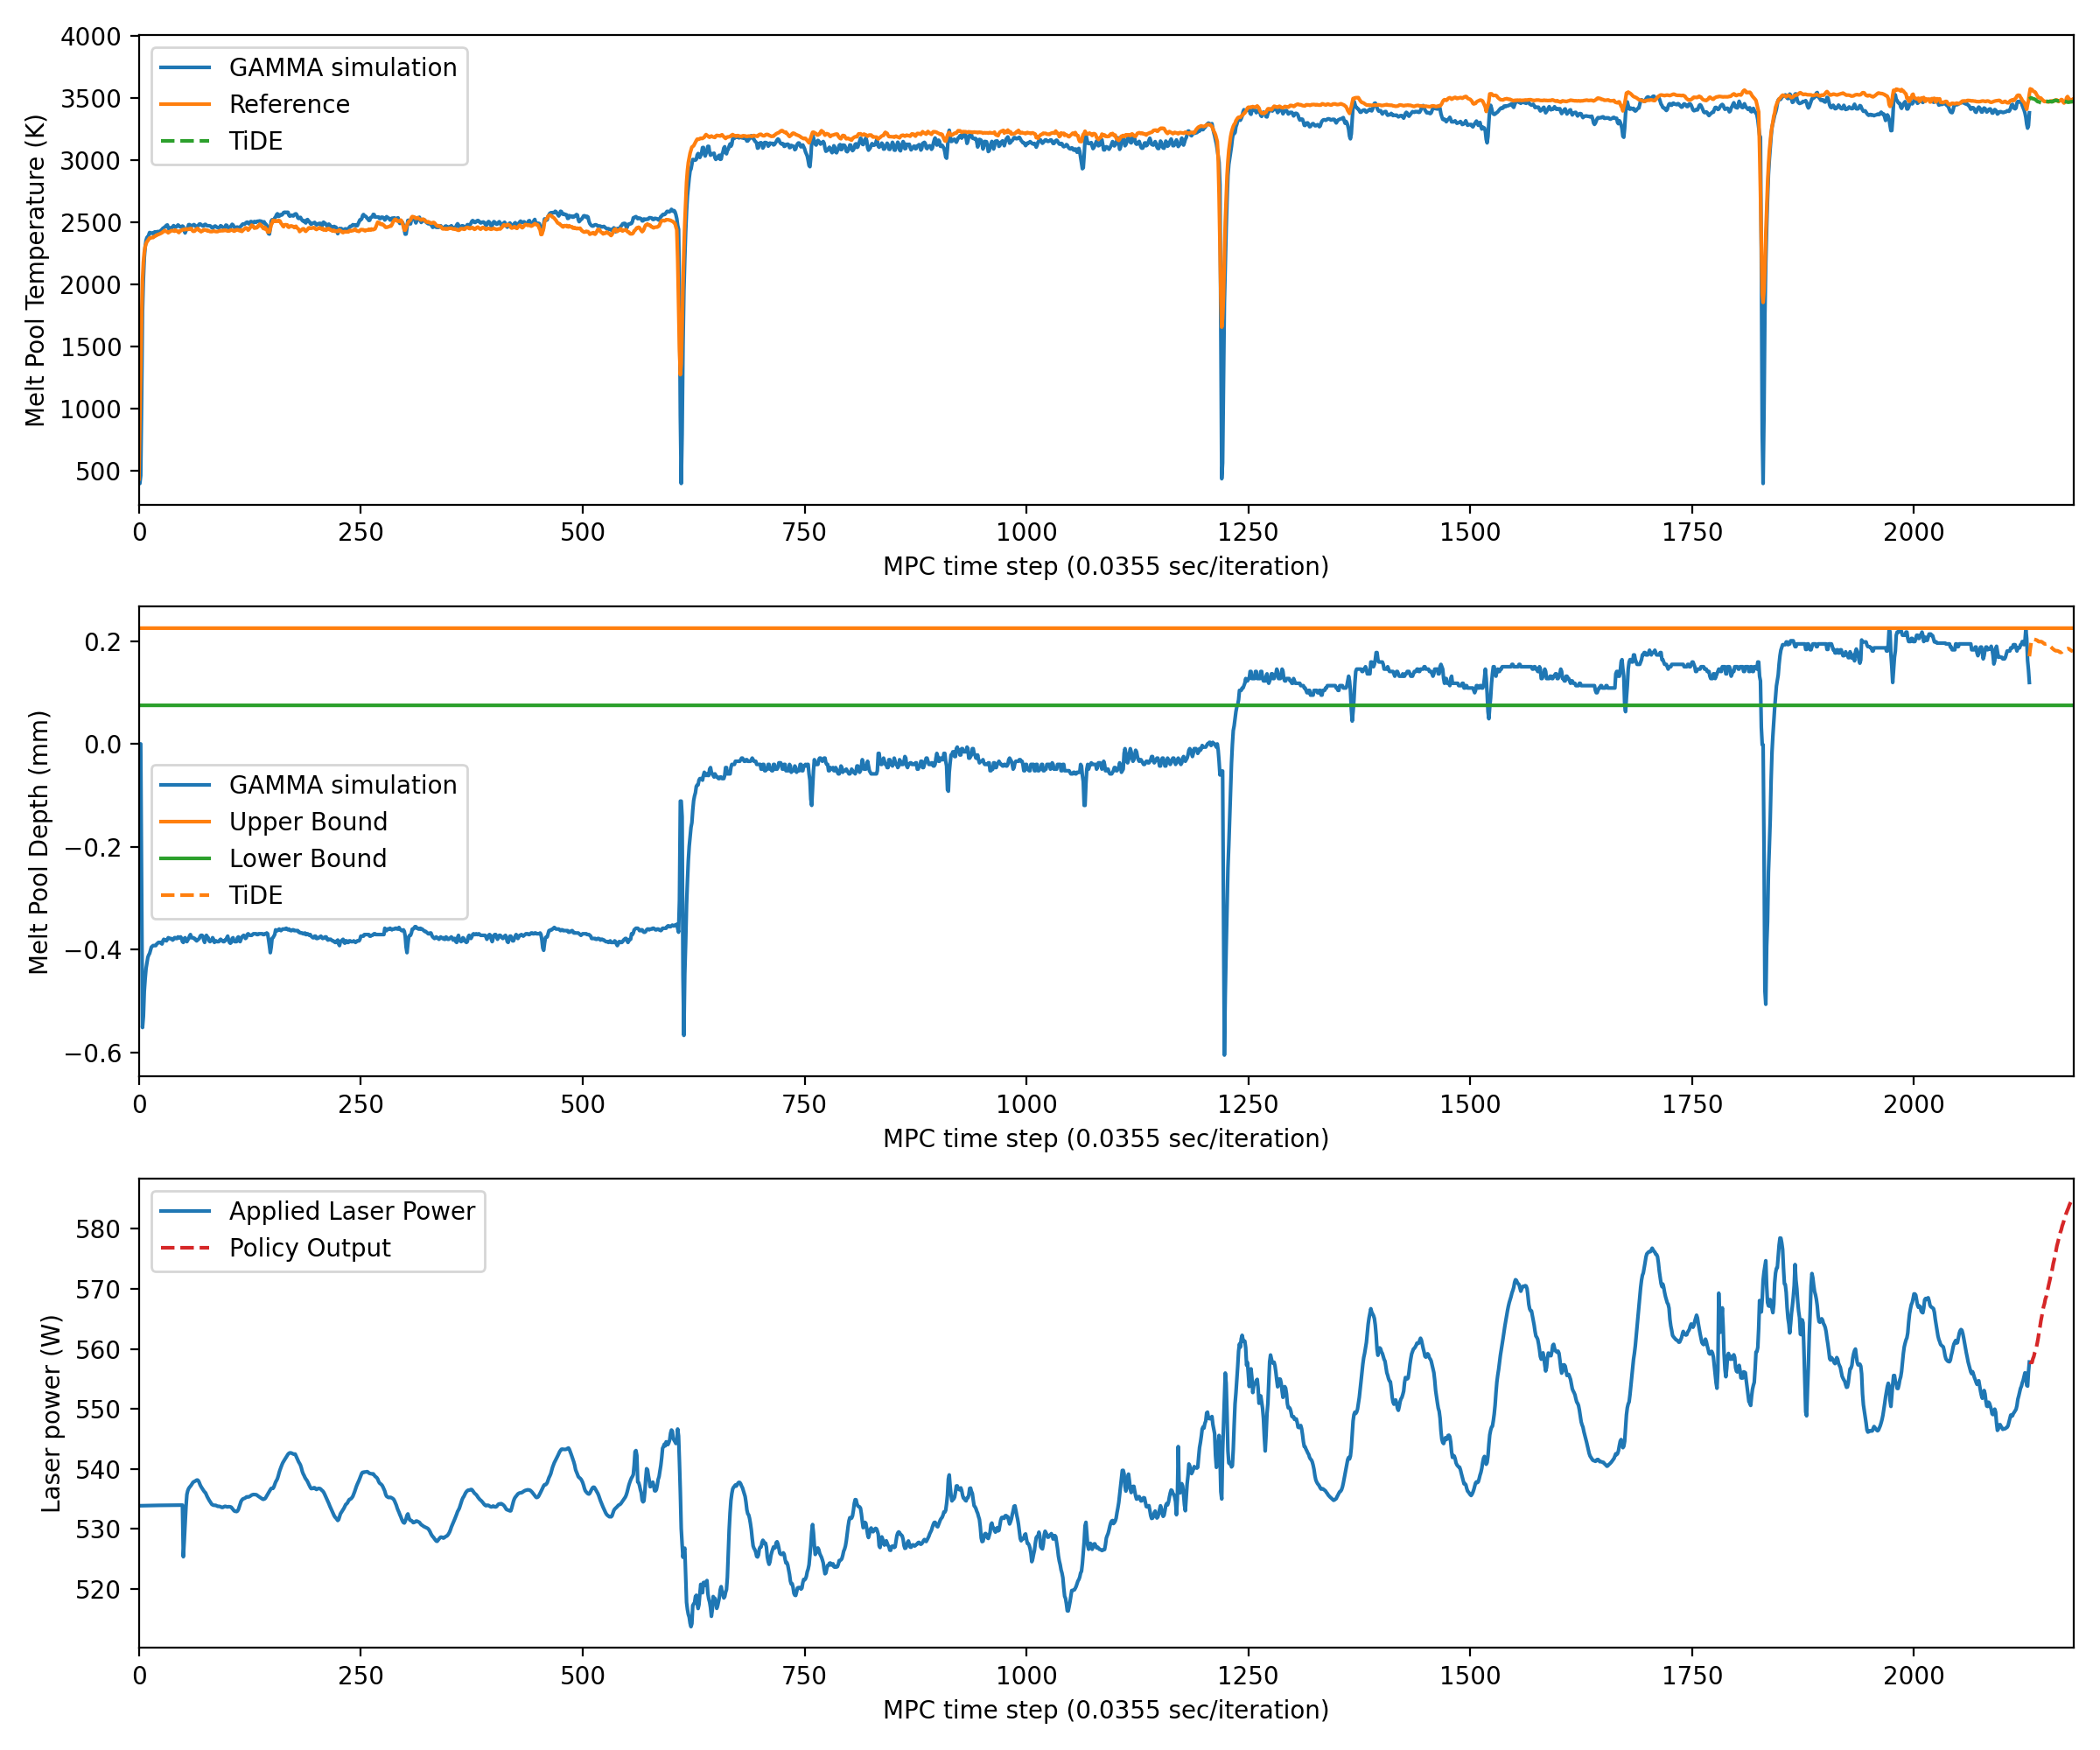 4000
3500
3000
2500
2000
1500
1000
500
Melt Pool Temperature (K)
GAMMA simulation
Reference
TiDE
0 250 500 750 1000 1250 1500 1750 2000
MPC time step (0.0355 sec/iteration)
0.2
0.0
−0.2
−0.4
−0.6
Melt Pool Depth (mm)
GAMMA simulation
Upper Bound
Lower Bound
TiDE
0 250 500 750 1000 1250 1500 1750 2000
MPC time step (0.0355 sec/iteration)
580
570
560
550
540
530
520
Laser power (W)
Applied Laser Power
Policy Output
0 250 500 750 1000 1250 1500 1750 2000
MPC time step (0.0355 sec/iteration)